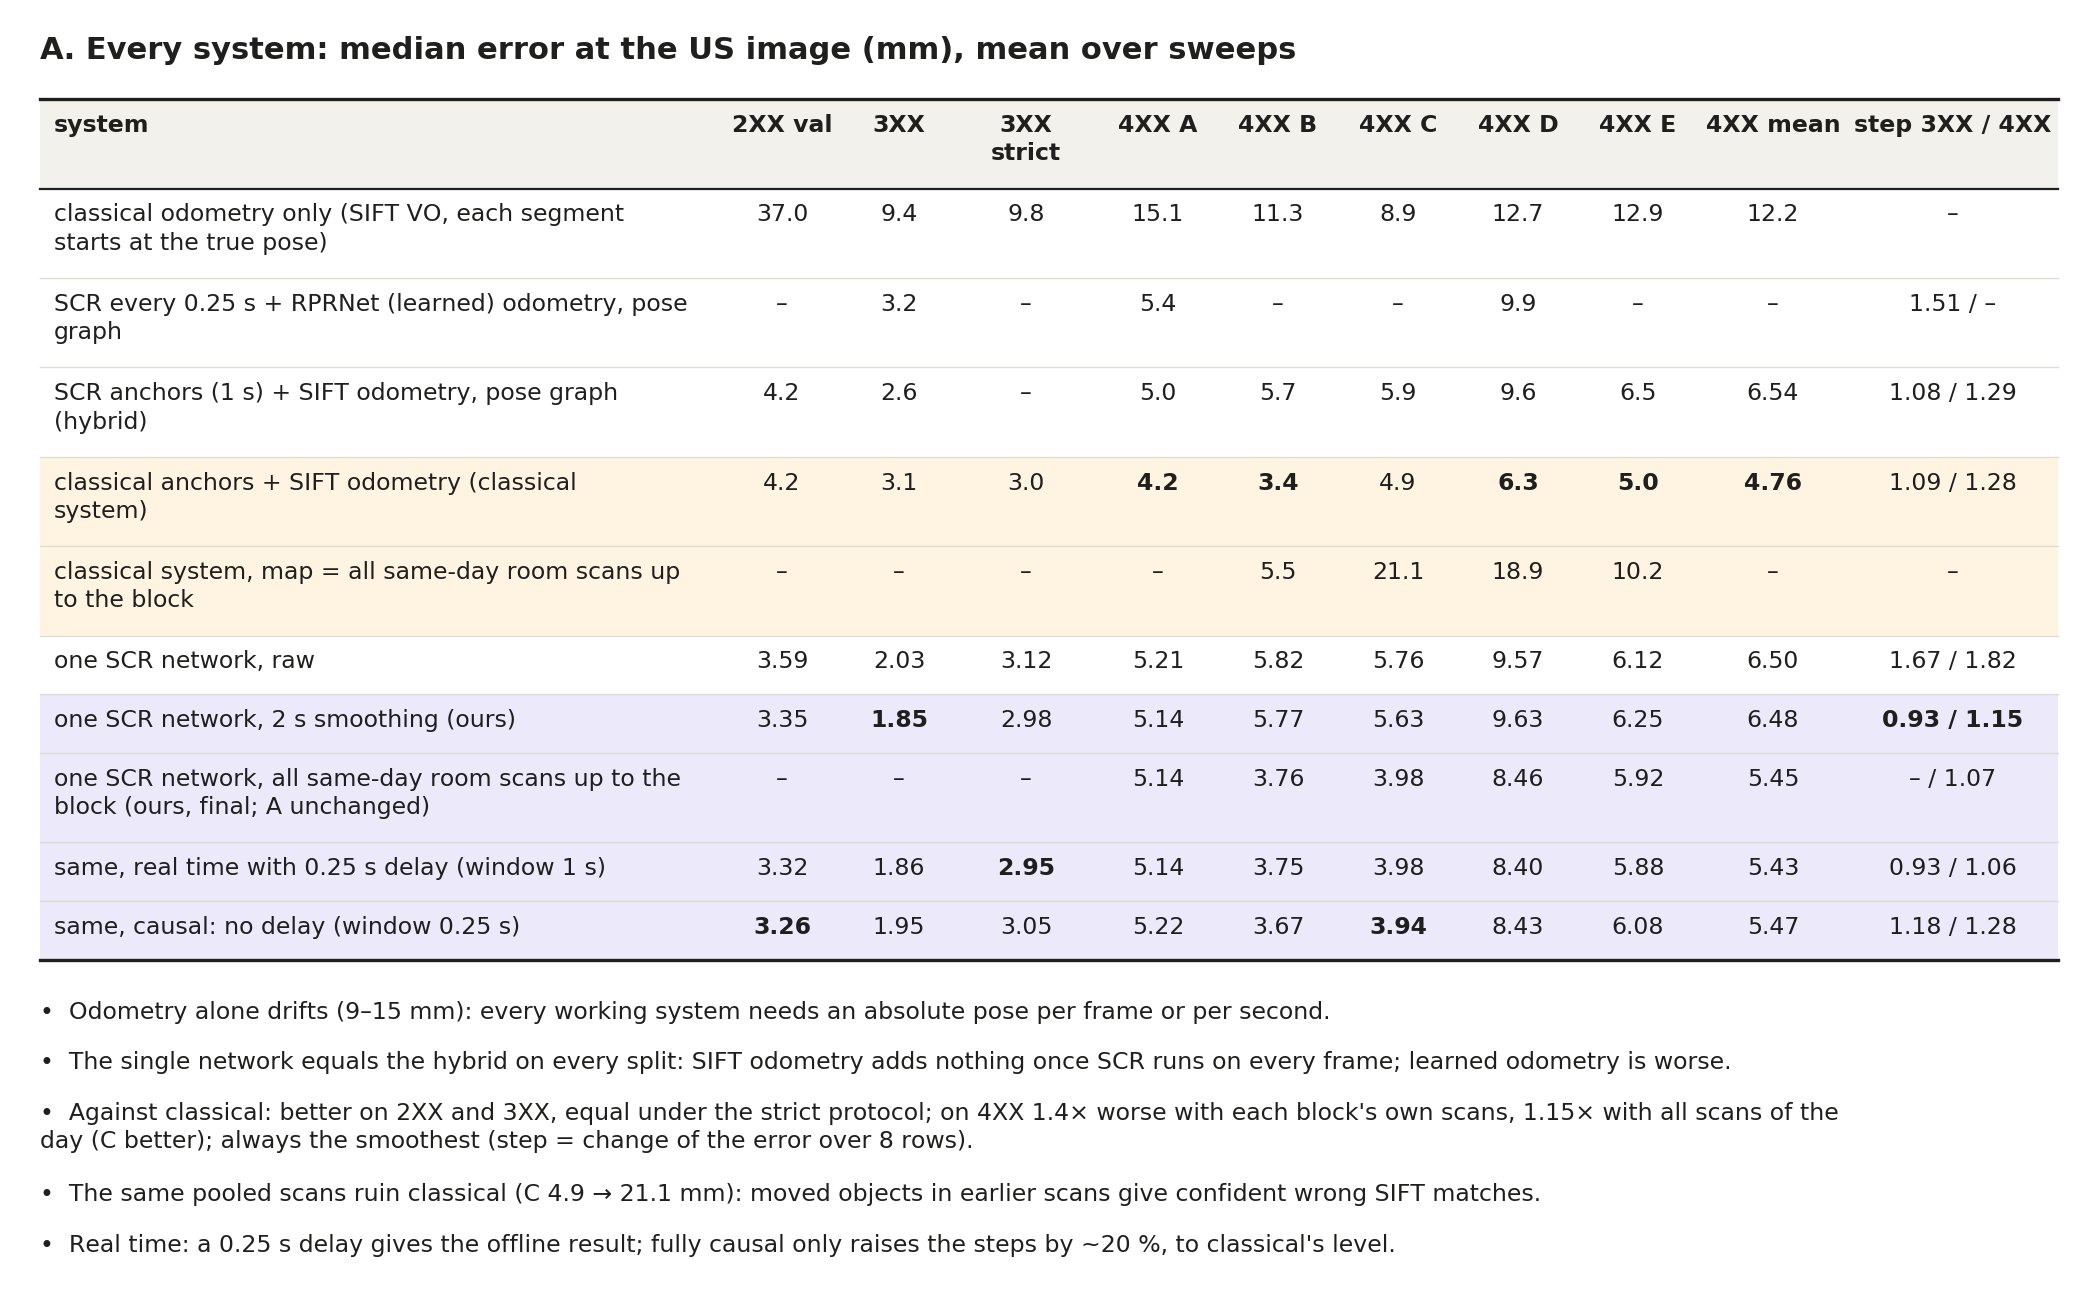 A. Every system: median error at the US image (mm), mean over sweeps
system 2XX val 3XX 3XX strict 4XX A 4XX B 4XX C 4XX D 4XX E 4XX mean step 3XX / 4XX
classical odometry only (SIFT VO, each segment starts at the true pose) 37.0 9.4 9.8 15.1 11.3 8.9 12.7 12.9 12.2 –
SCR every 0.25 s + RPRNet (learned) odometry, pose graph – 3.2 – 5.4 – – 9.9 – – 1.51 / –
SCR anchors (1 s) + SIFT odometry, pose graph (hybrid) 4.2 2.6 – 5.0 5.7 5.9 9.6 6.5 6.54 1.08 / 1.29
classical anchors + SIFT odometry (classical system) 4.2 3.1 3.0 4.2 3.4 4.9 6.3 5.0 4.76 1.09 / 1.28
classical system, map = all same-day room scans up to the block – – – – 5.5 21.1 18.9 10.2 – –
one SCR network, raw 3.59 2.03 3.12 5.21 5.82 5.76 9.57 6.12 6.50 1.67 / 1.82
one SCR network, 2 s smoothing (ours) 3.35 1.85 2.98 5.14 5.77 5.63 9.63 6.25 6.48 0.93 / 1.15
one SCR network, all same-day room scans up to the block (ours, final; A unchanged) – – – 5.14 3.76 3.98 8.46 5.92 5.45 – / 1.07
same, real time with 0.25 s delay (window 1 s) 3.32 1.86 2.95 5.14 3.75 3.98 8.40 5.88 5.43 0.93 / 1.06
same, causal: no delay (window 0.25 s) 3.26 1.95 3.05 5.22 3.67 3.94 8.43 6.08 5.47 1.18 / 1.28
• Odometry alone drifts (9–15 mm): every working system needs an absolute pose per frame or per second.
• The single network equals the hybrid on every split: SIFT odometry adds nothing once SCR runs on every frame; learned odometry is worse.
• Against classical: better on 2XX and 3XX, equal under the strict protocol; on 4XX 1.4× worse with each block's own scans, 1.15× with all scans of the
day (C better); always the smoothest (step = change of the error over 8 rows).
• The same pooled scans ruin classical (C 4.9 → 21.1 mm): moved objects in earlier scans give confident wrong SIFT matches.
• Real time: a 0.25 s delay gives the offline result; fully causal only raises the steps by ~20 %, to classical's level.